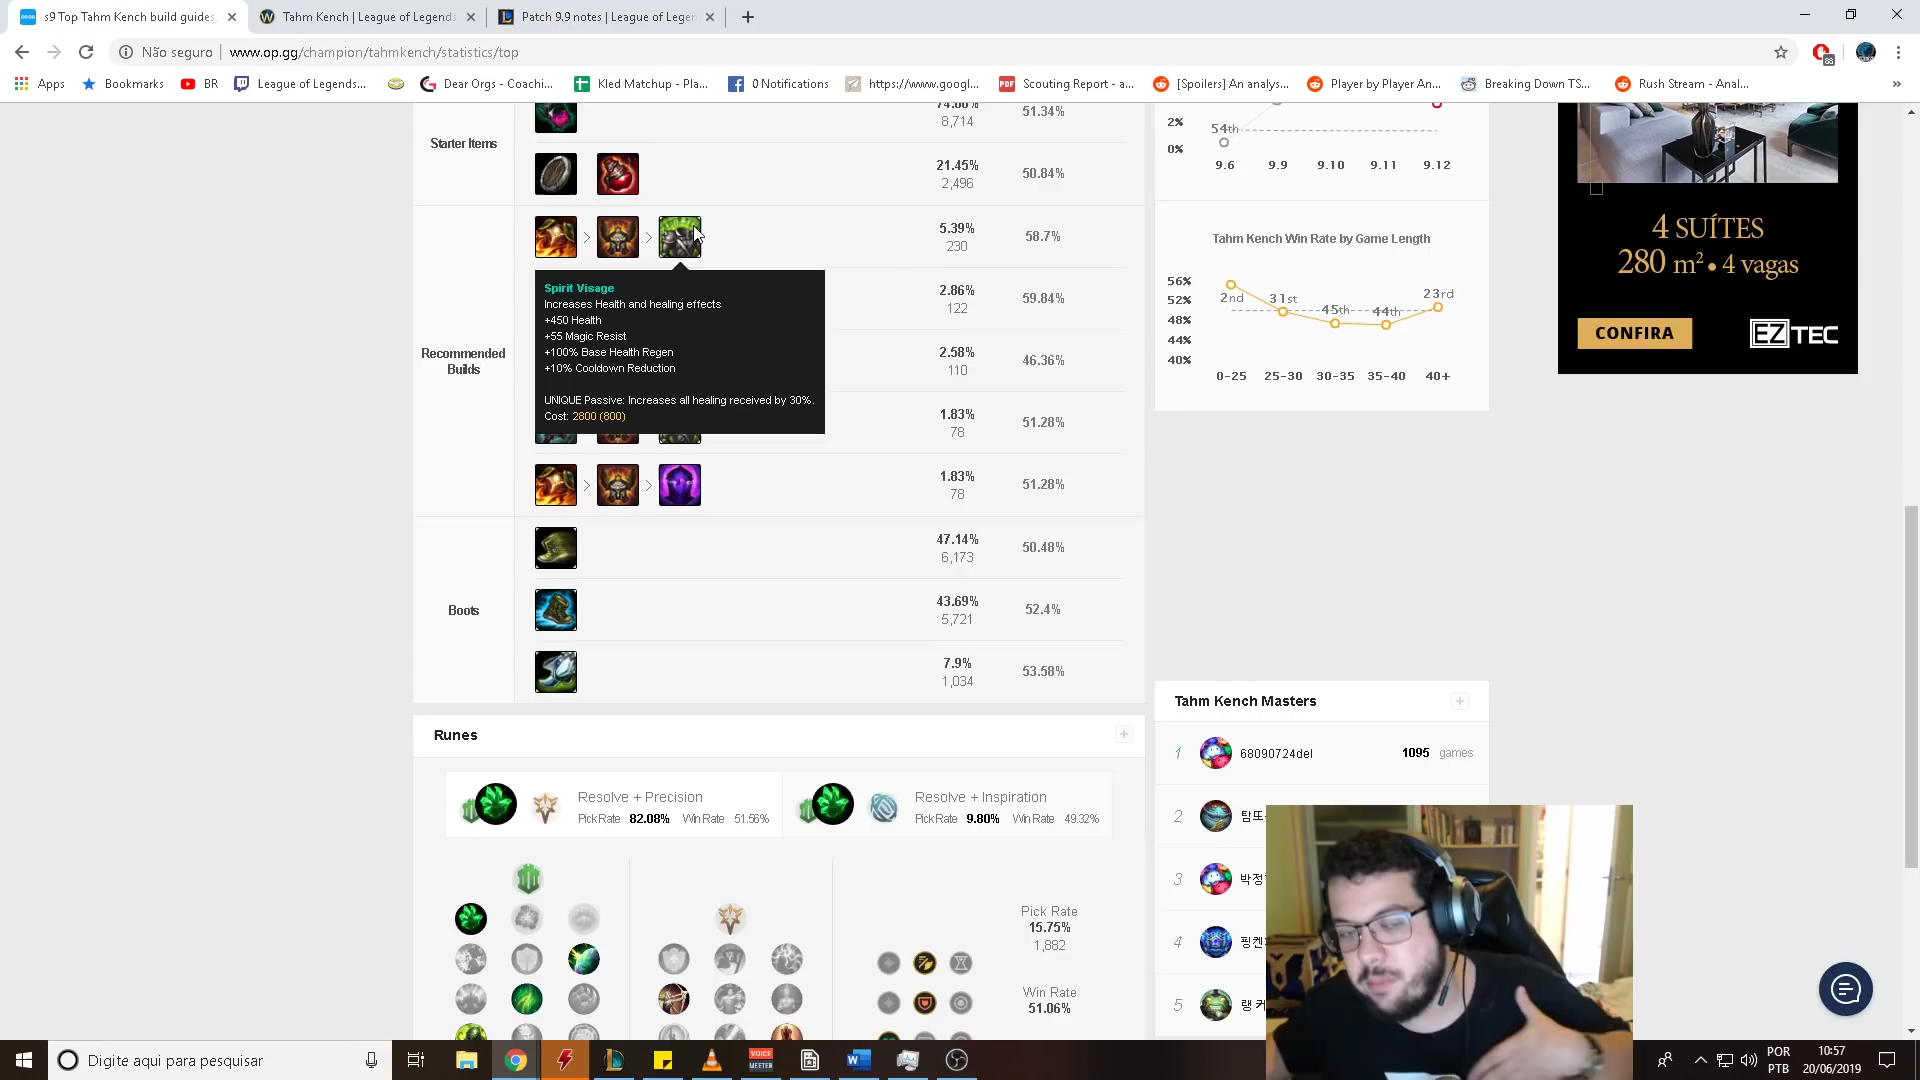 s9 Top Tahm Kench build guides,
Tahm Kench | League of Legends
Patch 9.9 notes | League of Legen
Não seguro
www.op.gg/champion/tahmkench/statistics/top
Apps
Bookmarks
BR
League of Legends...
Dear Orgs - Coachi...
Kled Matchup - Pla...
0 Notifications
https://www.googl...
Scouting Report - a...
[Spoilers] An analys...
Player by Player An...
Breaking Down TS...
Rush Stream - Anal...
»
68
Starter Items
8,714
51.34%
21.45%
2,496
50.84%
Recommended
Builds
5.39%
230
58.7%
Spirit Visage
Increases Health and healing effects
+450 Health
+55 Magic Resist
+100% Base Health Regen
+10% Cooldown Reduction
UNIQUE Passive: Increases all healing received by 30%.
Cost: 2800 (800)
2.86%
122
59.84%
2.58%
110
46.36%
1.83%
78
51.28%
1.83%
78
51.28%
Boots
47.14%
6,173
50.48%
43.69%
5,721
52.4%
7.9%
1,034
53.58%
Runes
Resolve + Precision
Pick Rate 82.08% Win Rate 51.56%
Resolve + Inspiration
Pick Rate 9.80% Win Rate 49.32%
Pick Rate
15.75%
1,882
Win Rate
51.06%
2%
0%
54th
9.6 9.9 9.10 9.11 9.12
Tahm Kench Win Rate by Game Length
56%
52%
48%
44%
40%
2nd
31st
45th
44th
23rd
0-25 25-30 30-35 35-40 40+
Tahm Kench Masters
1 68090724del 1095 games
2
3 박정
4
5 랭 커
4 SUÍTES
280 m² • 4 vagas
CONFIRA
EZTEC
Digite aqui para pesquisar
VOICE
MEETER
POR
PTB
10:57
20/06/2019